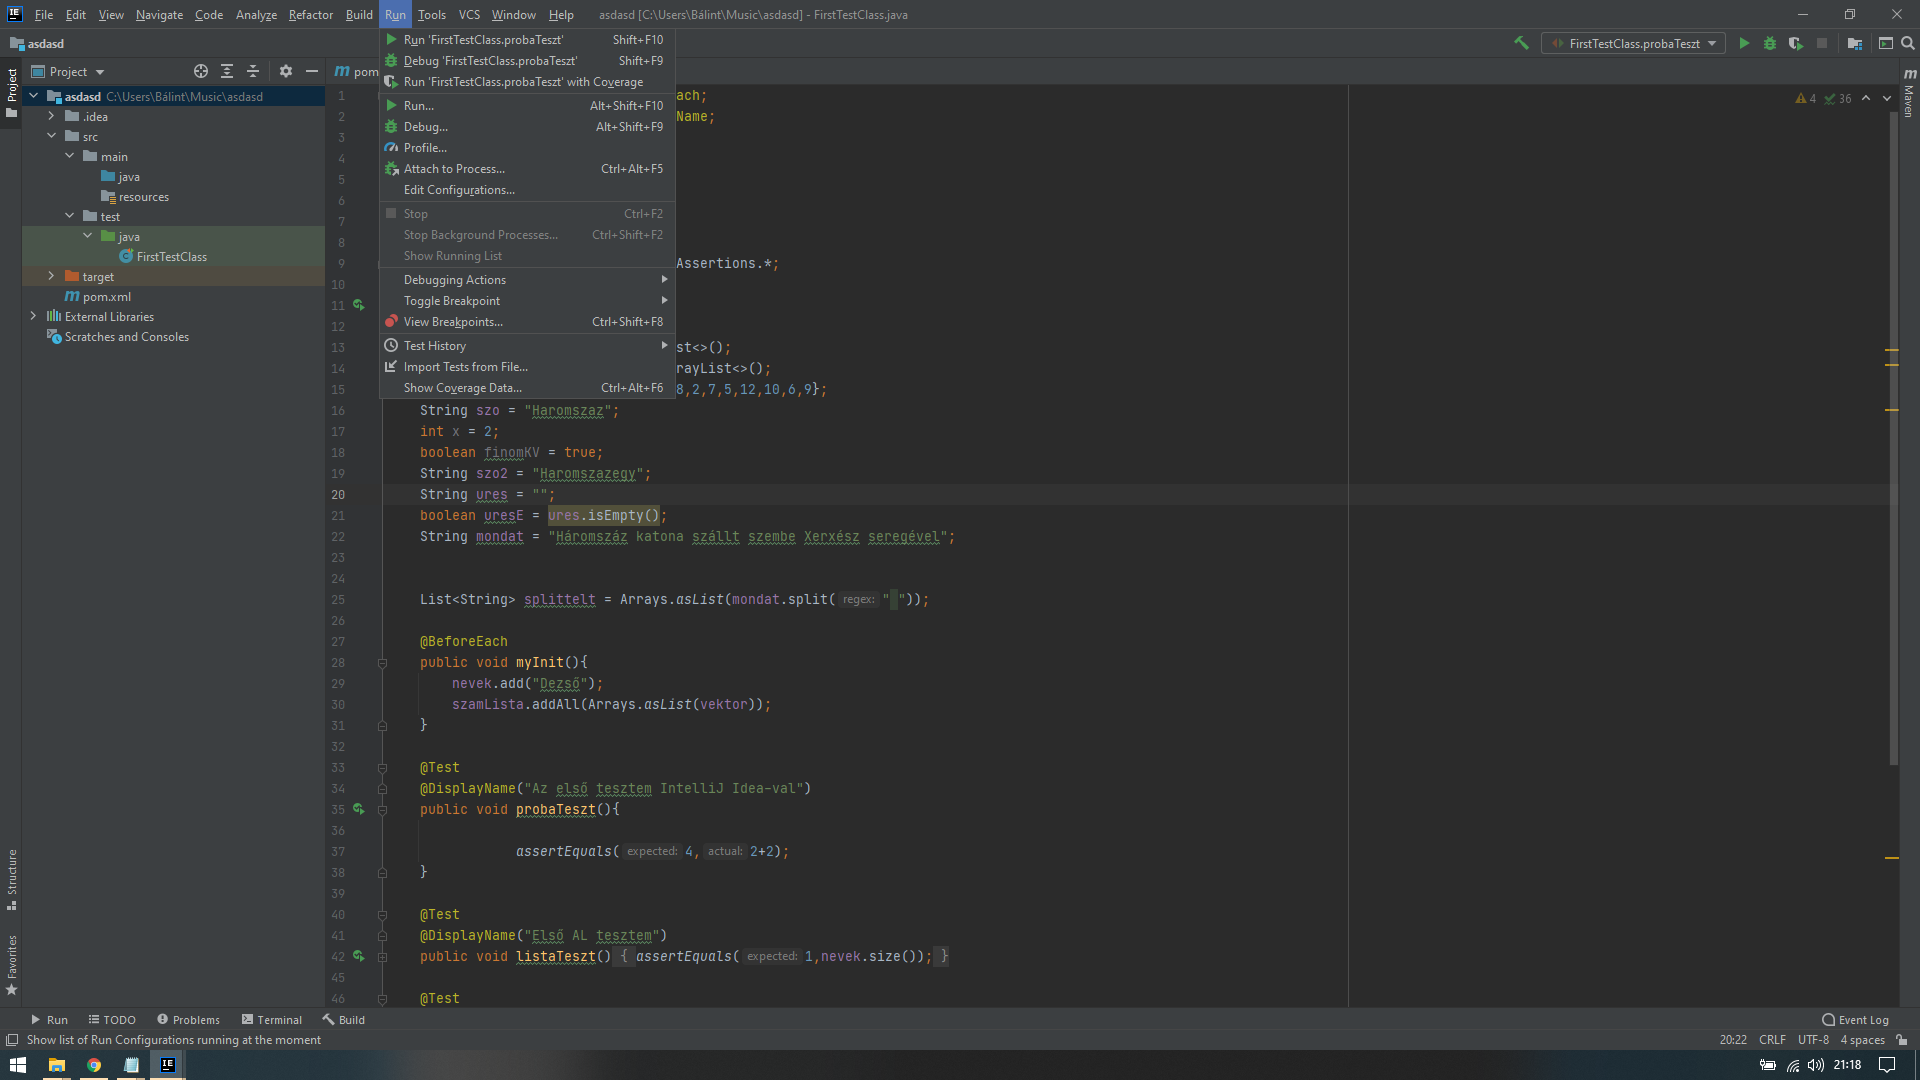 File Edit View Navigate Code Analyze Refactor Build Run Tools VCS Window Help asdasd [C:\Users\Bálint\Music\asdasd] - FirstTestClass.java
asdasd
FirstTestClass.probaTeszt
Project
pom
Run 'FirstTestClass.probaTeszt' Shift+F10
Debug 'FirstTestClass.probaTeszt' Shift+F9
Run 'FirstTestClass.probaTeszt' with Coverage
Run... Alt+Shift+F10
Debug... Alt+Shift+F9
Profile...
Attach to Process... Ctrl+Alt+F5
Edit Configurations...
Stop Ctrl+F2
Stop Background Processes... Ctrl+Shift+F2
Show Running List
Debugging Actions
Toggle Breakpoint
View Breakpoints... Ctrl+Shift+F8
Test History
Import Tests from File...
Show Coverage Data... Ctrl+Alt+F6
Project
Structure
Favorites
Maven
asdasd C:\Users\Bálint\Music\asdasd
.idea
src
main
java
resources
test
java
FirstTestClass
target
pom.xml
External Libraries
Scratches and Consoles
4 36
1 ach;
2 Name;
3
4
5
6
7
8
9 Assertions.*;
10
11
12
13 st<>();
14 rayList<>();
15 8,2,7,5,12,10,6,9};
16 String szo = "Haromszaz";
17 int x = 2;
18 boolean finomKV = true;
19 String szo2 = "Haromszazegy";
20 String ures = "";
21 boolean uresE = ures.isEmpty();
22 String mondat = "Háromszáz katona szállt szembe Xerxész seregével";
23
24
25 List<String> splittelt = Arrays.asList(mondat.split( regex: " "));
26
27 @BeforeEach
28 public void myInit(){
29 nevek.add("Dezső");
30 szamLista.addAll(Arrays.asList(vektor));
31 }
32
33 @Test
34 @DisplayName("Az első tesztem IntelliJ Idea-val")
35 public void probaTeszt(){
36
37 assertEquals( expected: 4, actual: 2+2);
38 }
39
40 @Test
41 @DisplayName("Első AL tesztem")
42 public void listaTeszt() { assertEquals( expected: 1,nevek.size()); }
45
46 @Test
Run TODO Problems Terminal Build Event Log
Show list of Run Configurations running at the moment 20:22 CRLF UTF-8 4 spaces
21:18